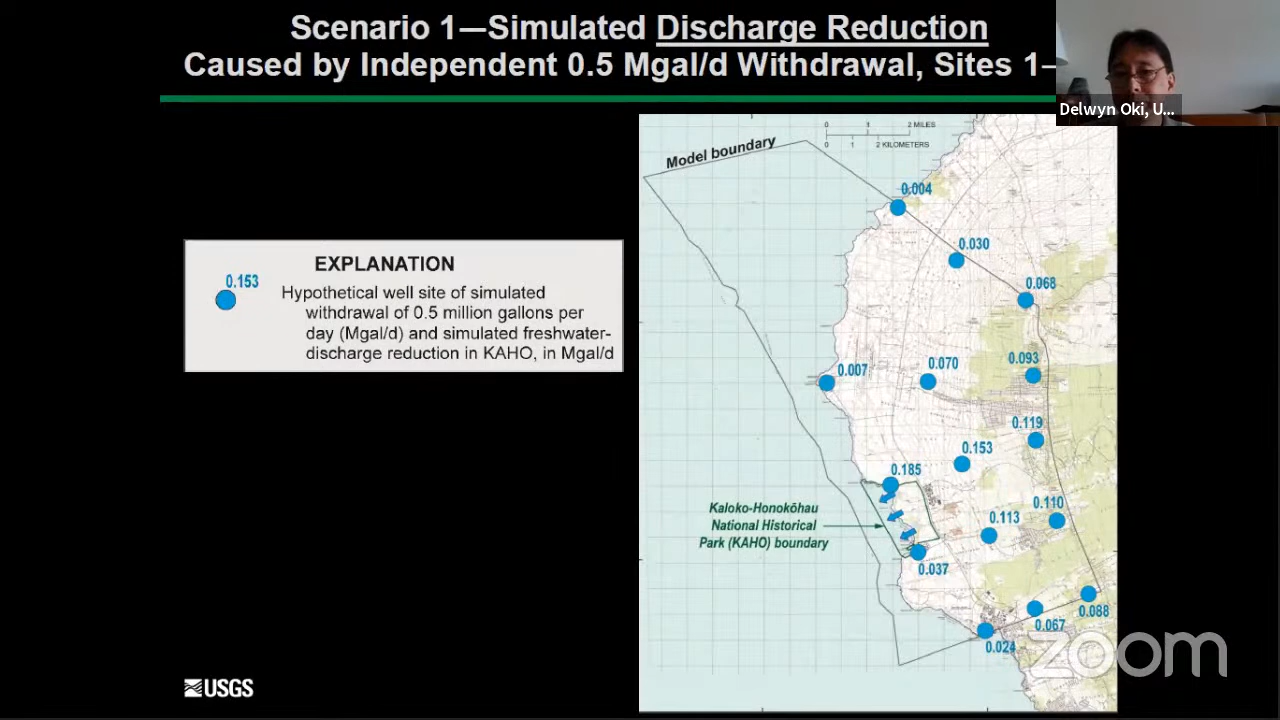 Scenario 1—Simulated Discharge Reduction
Caused by Independent 0.5 Mgal/d Withdrawal, Sites 1–
Delwyn Oki, U...
EXPLANATION
0.153
Hypothetical well site of simulated
withdrawal of 0.5 million gallons per
day (Mgal/d) and simulated freshwater-
discharge reduction in KAHO, in Mgal/d
0 1 2 MILES
0 1 2 KILOMETERS
Model boundary
0.004
0.030
0.068
0.007
0.070
0.093
0.119
0.153
0.185
Kaloko-Honokōhau
National Historical
Park (KAHO) boundary
0.110
0.113
0.037
0.088
0.067
0.024
USGS
zoom